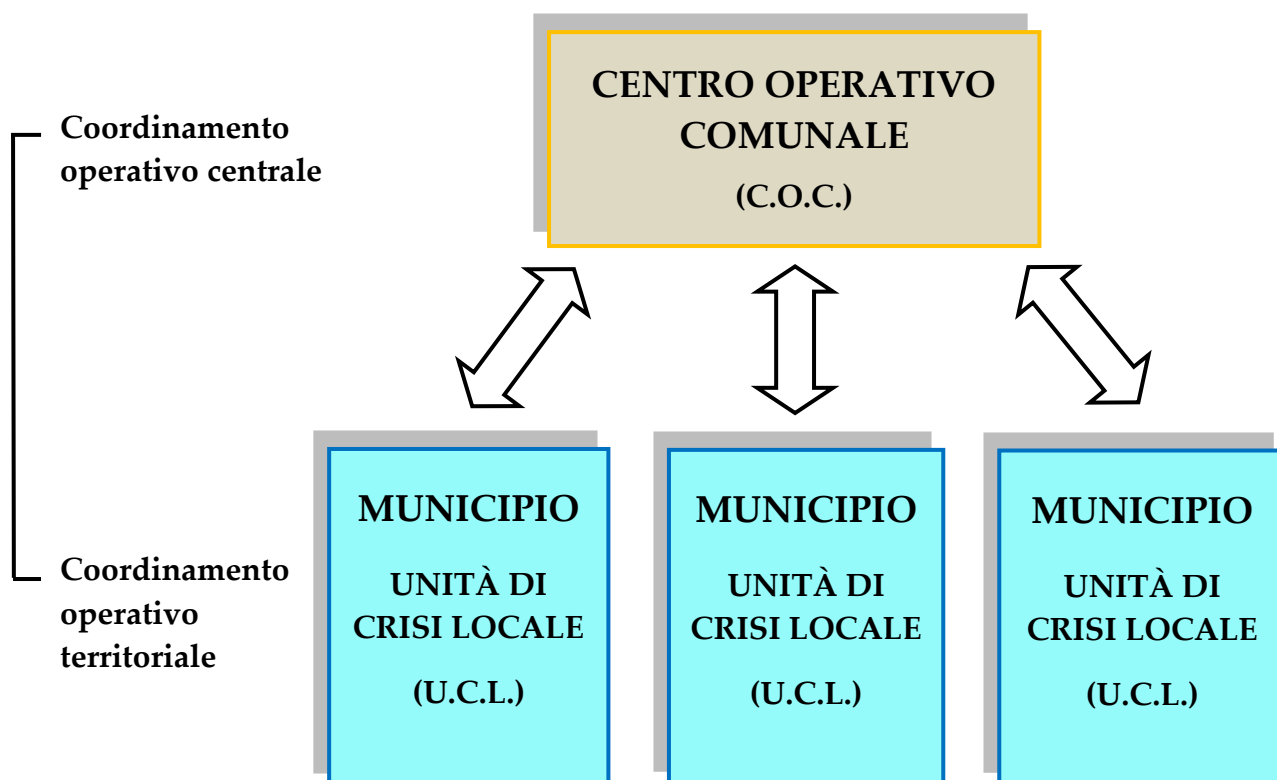 Coordinamento
operativo centrale
CENTRO OPERATIVO
COMUNALE
(C.O.C.)
Coordinamento
operativo
territoriale
MUNICIPIO
UNITÀ DI
CRISI LOCALE
(U.C.L.)
MUNICIPIO
UNITÀ DI
CRISI LOCALE
(U.C.L.)
MUNICIPIO
UNITÀ DI
CRISI LOCALE
(U.C.L.)